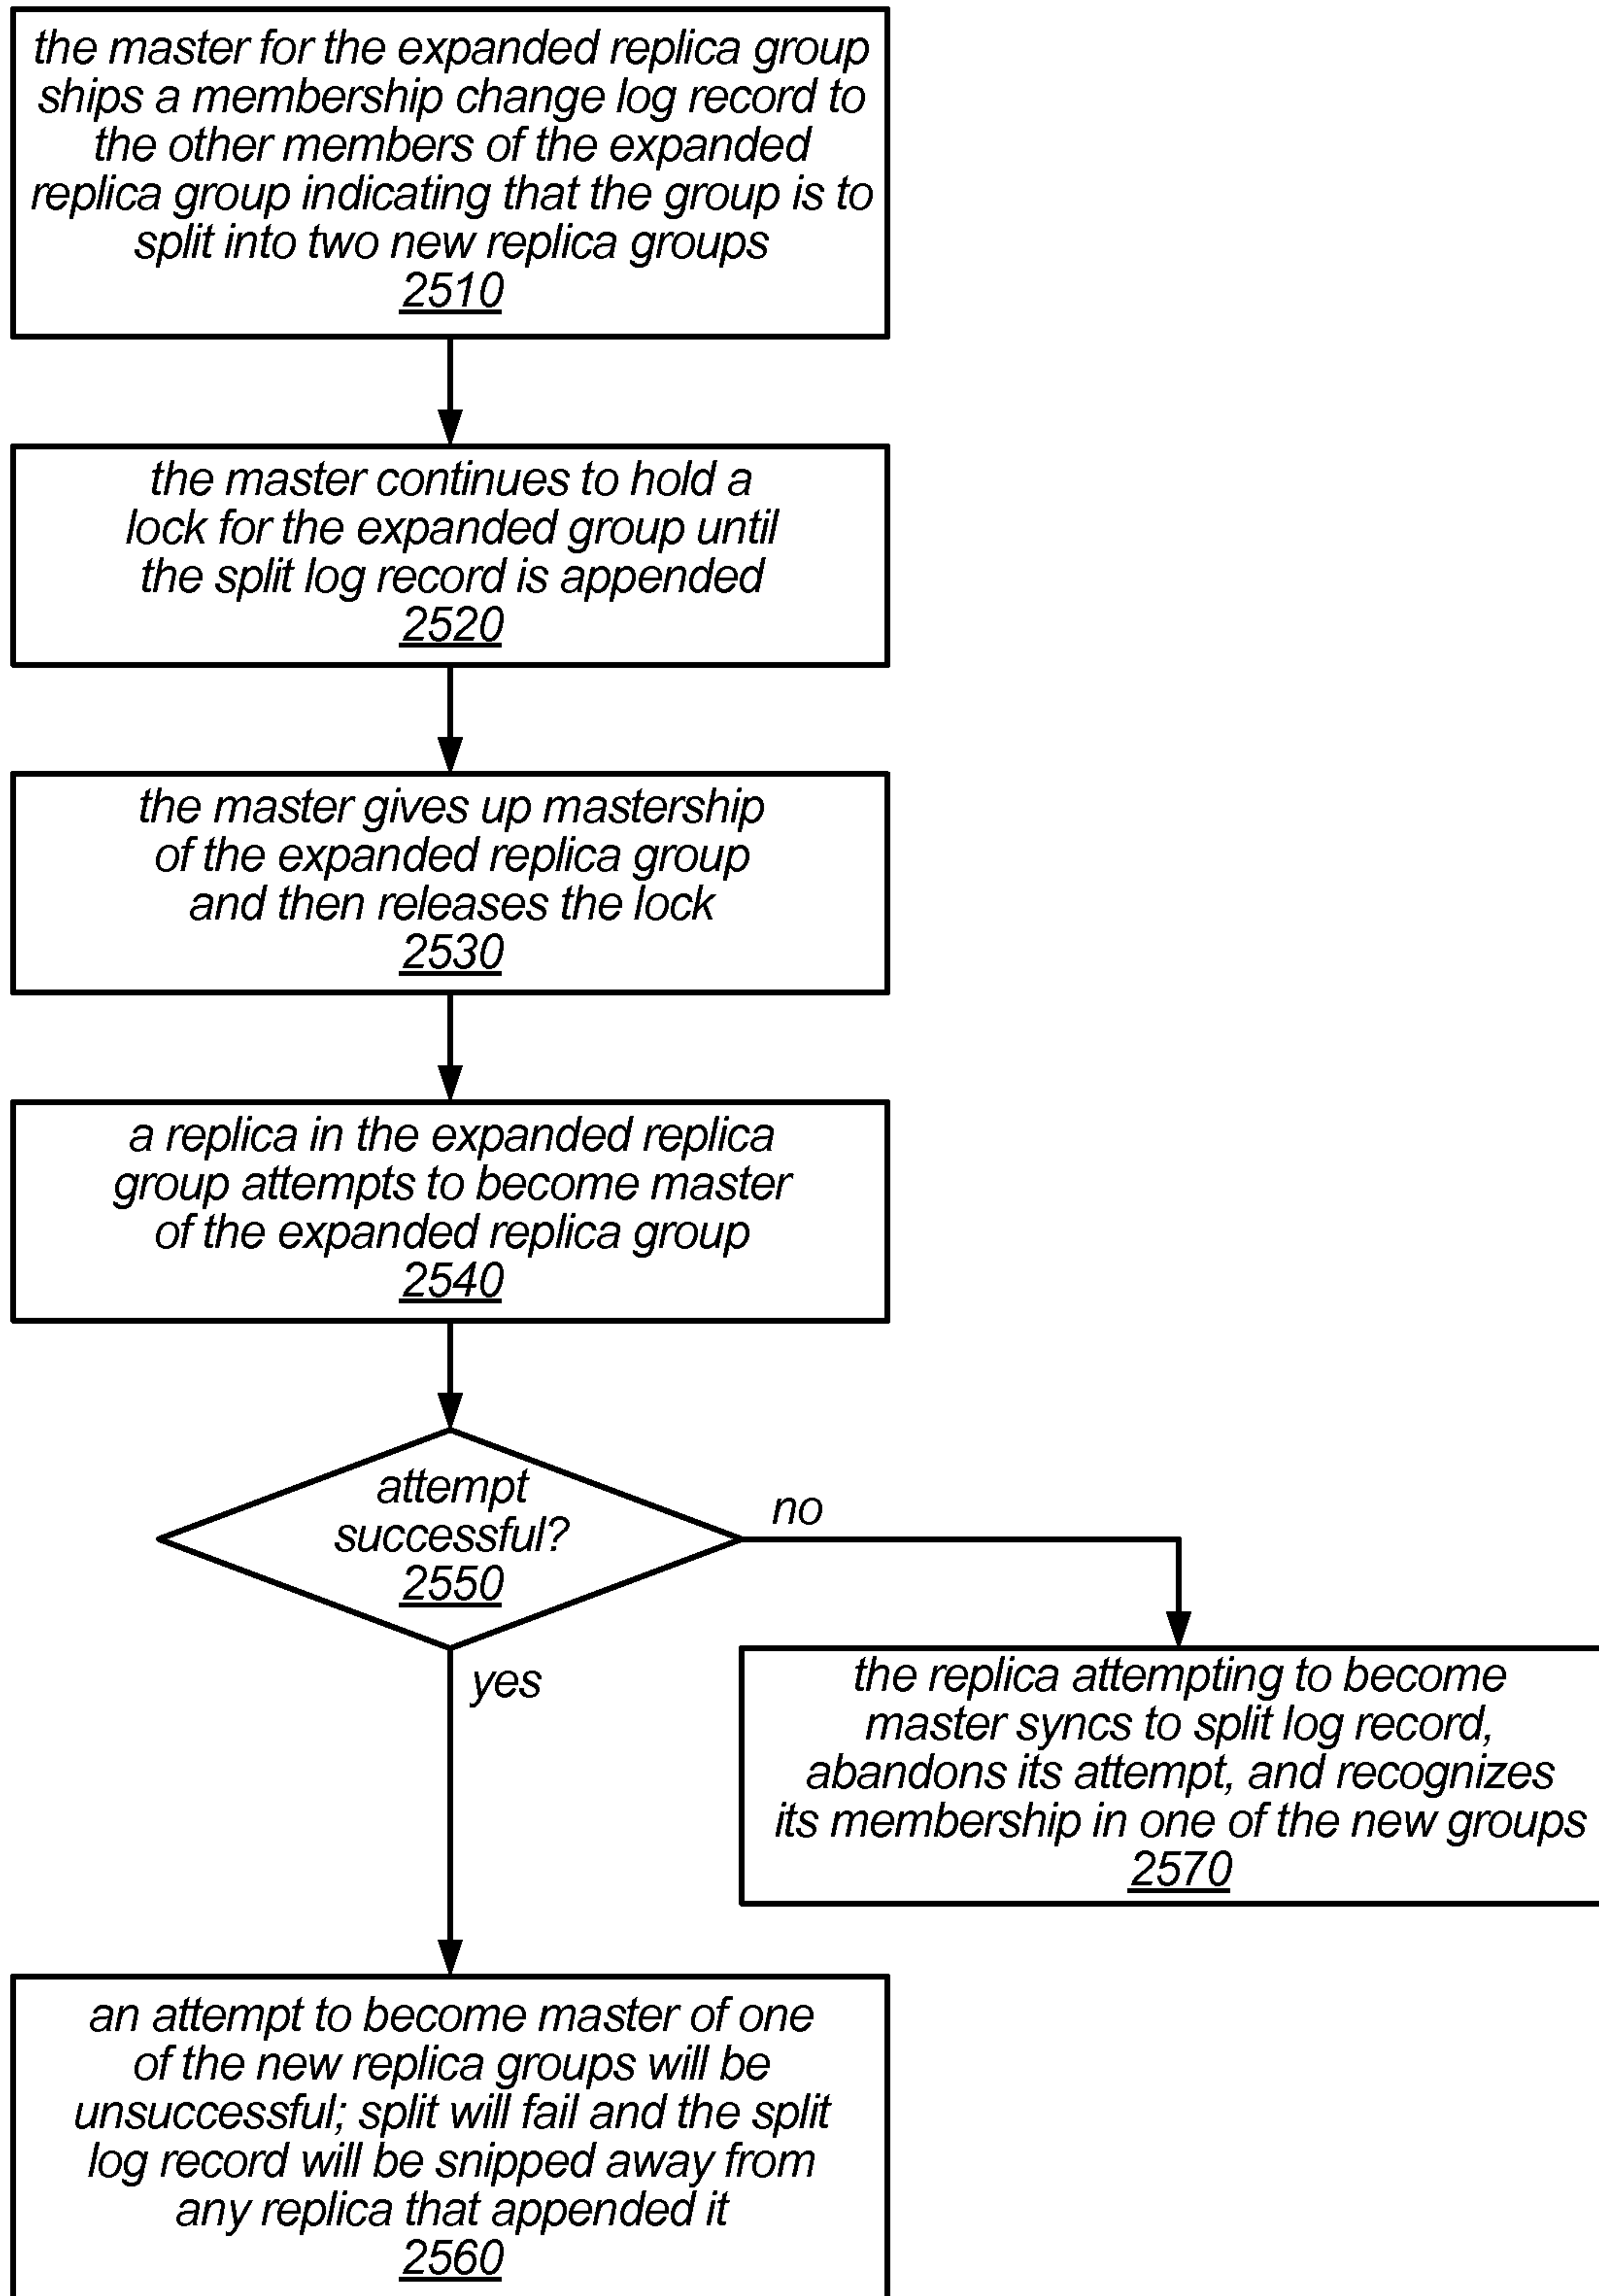 the master for the expanded replica group
ships a membership change log record to
the other members of the expanded
replica group indicating that the group is to
split into two new replica groups
2510
the master continues to hold a
lock for the expanded group until
the split log record is appended
2520
the master gives up mastership
of the expanded replica group
and then releases the lock
2530
a replica in the expanded replica
group attempts to become master
of the expanded replica group
2540
attempt
successful?
2550
no
yes
the replica attempting to become
master syncs to split log record,
abandons its attempt, and recognizes
its membership in one of the new groups
2570
an attempt to become master of one
of the new replica groups will be
unsuccessful; split will fail and the split
log record will be snipped away from
any replica that appended it
2560